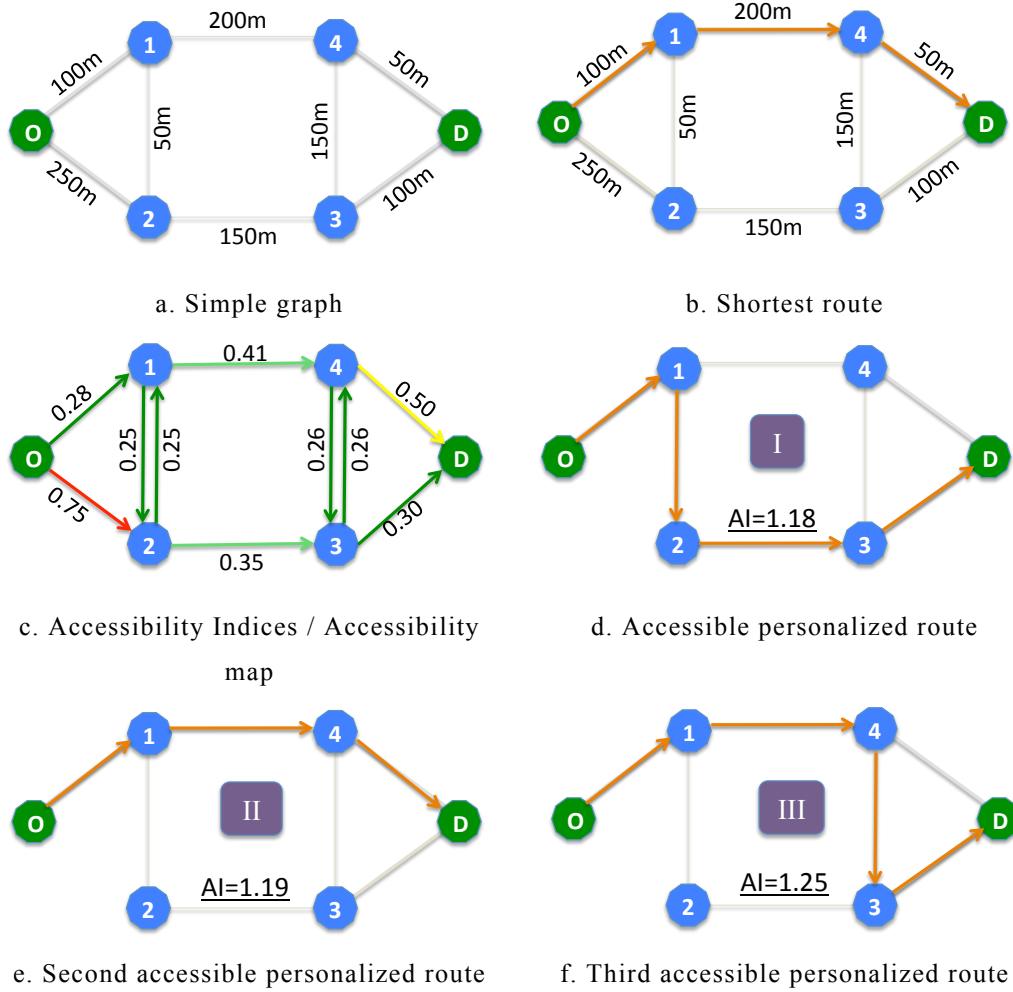 200m
1
4
100m
50m
O
50m
150m
D
250m
100m
2
3
150m
a. Simple graph
200m
1
4
100m
50m
O
50m
150m
D
250m
100m
2
3
150m
b. Shortest route
0.41
1
4
0.28
0.50
O
0.25
0.25
0.26
0.26
D
0.75
0.30
2
3
0.35
c. Accessibility Indices / Accessibility
map
1
4
O
I
D
AI=1.18
2
3
d. Accessible personalized route
1
4
O
II
D
AI=1.19
2
3
e. Second accessible personalized route
1
4
O
III
D
AI=1.25
2
3
f. Third accessible personalized route